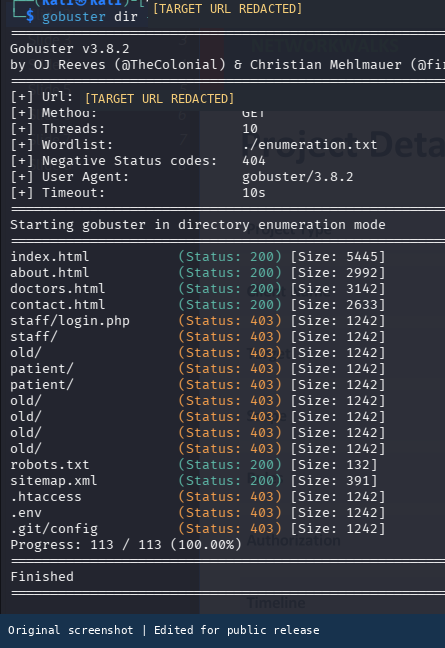 (kali㉿kali)-[
$ gobuster dir [TARGET URL REDACTED]
Gobuster v3.8.2
by OJ Reeves (@TheColonial) & Christian Mehlmauer (@fi
[+] Url: [TARGET URL REDACTED]
[+] Method: GET
[+] Threads: 10
[+] Wordlist: ./enumeration.txt
[+] Negative Status codes: 404
[+] User Agent: gobuster/3.8.2
[+] Timeout: 10s
Starting gobuster in directory enumeration mode
index.html (Status: 200) [Size: 5445]
about.html (Status: 200) [Size: 2992]
doctors.html (Status: 200) [Size: 3142]
contact.html (Status: 200) [Size: 2633]
staff/login.php (Status: 403) [Size: 1242]
staff/ (Status: 403) [Size: 1242]
old/ (Status: 403) [Size: 1242]
patient/ (Status: 403) [Size: 1242]
patient/ (Status: 403) [Size: 1242]
old/ (Status: 403) [Size: 1242]
old/ (Status: 403) [Size: 1242]
old/ (Status: 403) [Size: 1242]
old/ (Status: 403) [Size: 1242]
robots.txt (Status: 200) [Size: 132]
sitemap.xml (Status: 200) [Size: 391]
.htaccess (Status: 403) [Size: 1242]
.env (Status: 403) [Size: 1242]
.git/config (Status: 403) [Size: 1242]
Progress: 113 / 113 (100.00%)
Authorization
Finished
Timeline
Original screenshot | Edited for public release